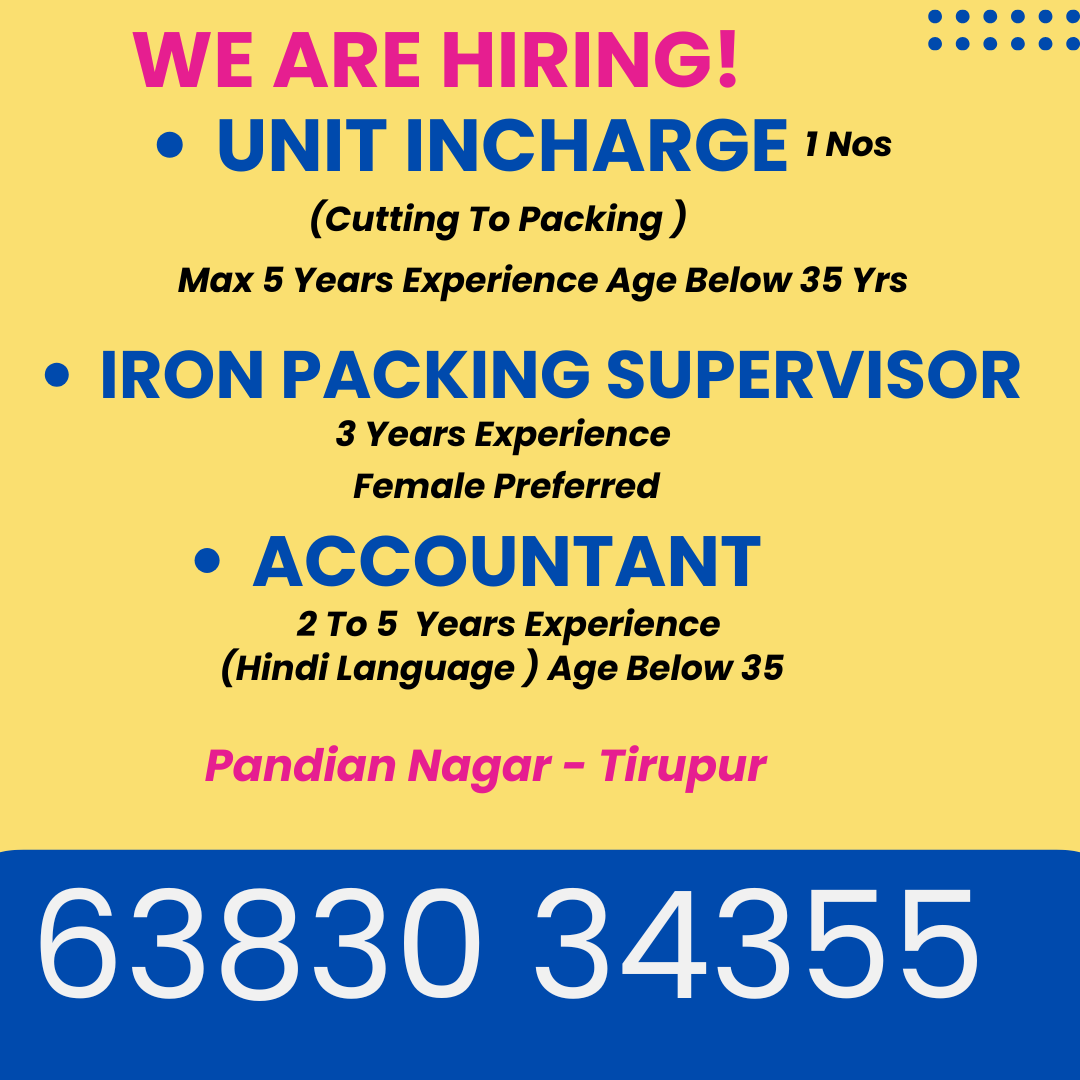 WE ARE HIRING!
• UNIT INCHARGE 1 Nos
(Cutting To Packing )
Max 5 Years Experience Age Below 35 Yrs
• IRON PACKING SUPERVISOR
3 Years Experience
Female Preferred
• ACCOUNTANT
2 To 5  Years Experience
(Hindi Language ) Age Below 35
Pandian Nagar - Tirupur
63830 34355